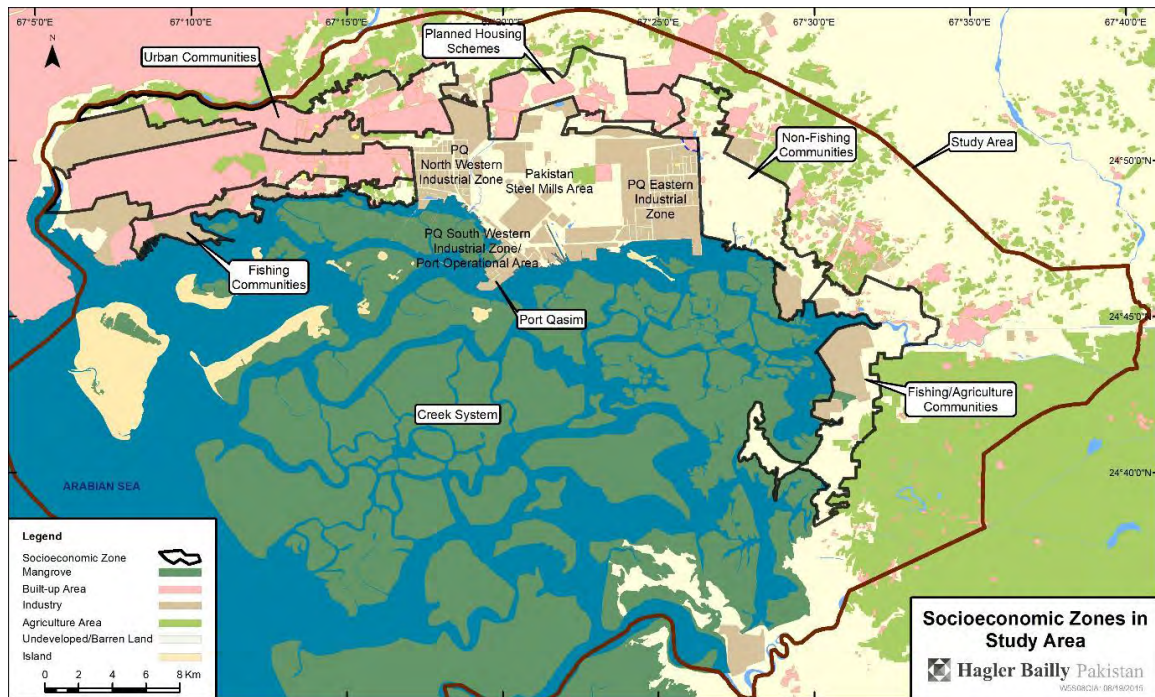 67°5'0"E
67°10'0"E
67°15'0"E
67°20'0"E
67°25'0"E
67°30'0"E
67°35'0"E
67°40'0"E
N
Urban Communities
Planned Housing
Schemes
Non-Fishing
Communities
Study Area
24°50'0"N
PQ
North Western
Industrial Zone
Pakistan
Steel Mills Area
PQ Eastern
Industrial
Zone
PQ South Western
Industrial Zone/
Port Operational Area
Fishing
Communities
Port Qasim
24°45'0"N
Creek System
Fishing/Agriculture
Communities
24°40'0"N
ARABIAN SEA
Legend
Socioeconomic Zone
Mangrove
Built-up Area
Industry
Agriculture Area
Undeveloped/Barren Land
Island
0 2 4 6 8 Km
Socioeconomic Zones in
Study Area
Hagler Bailly Pakistan